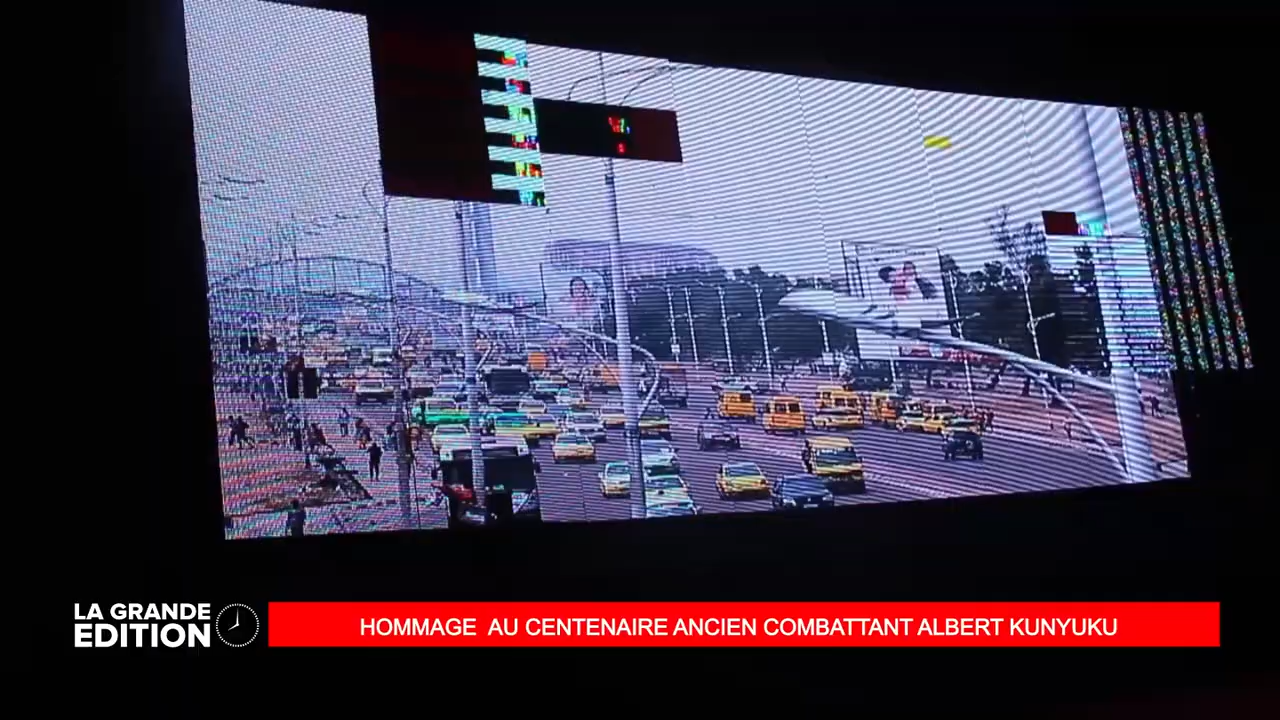 LA GRANDE
EDITION
HOMMAGE AU CENTENAIRE ANCIEN COMBATTANT ALBERT KUNYUKU